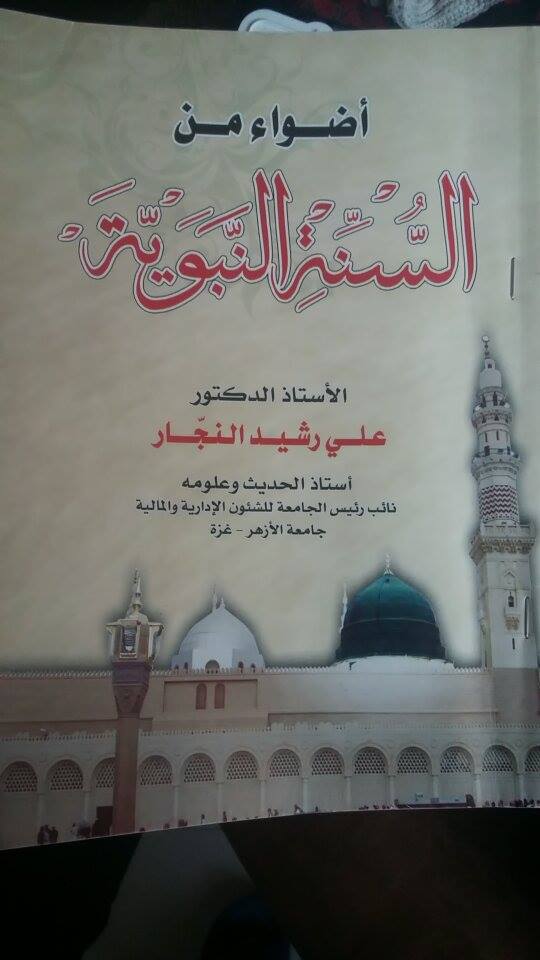 أضواء من
السُّنَّةِ النَّبَوِيَّةِ
الأستاذ الدكتور
علي رشيد النجّار
أستاذ الحديث وعلومه
نائب رئيس الجامعة للشئون الإدارية والمالية
جامعة الأزهر - غزة